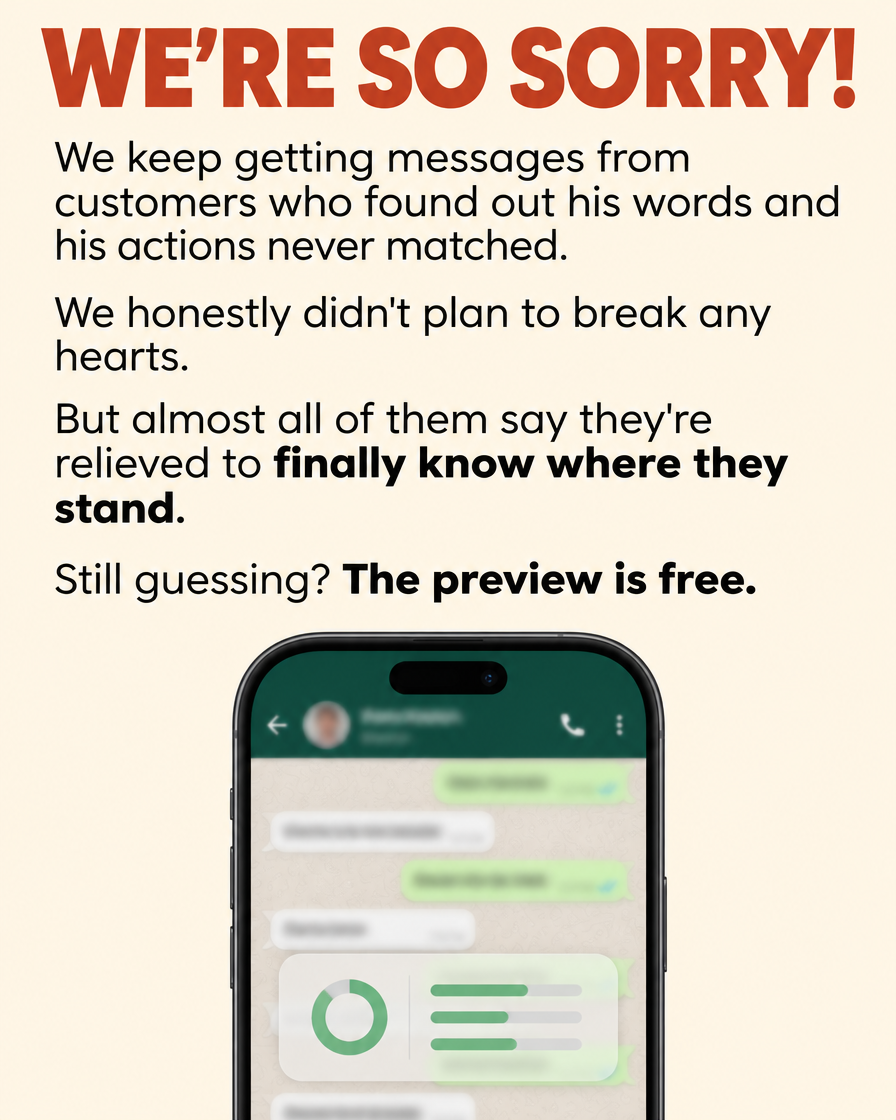 WE’RE SO SORRY!
We keep getting messages from
customers who found out his words and
his actions never matched.
We honestly didn't plan to break any
hearts.
But almost all of them say they're
relieved to finally know where they
stand.
Still guessing? The preview is free.